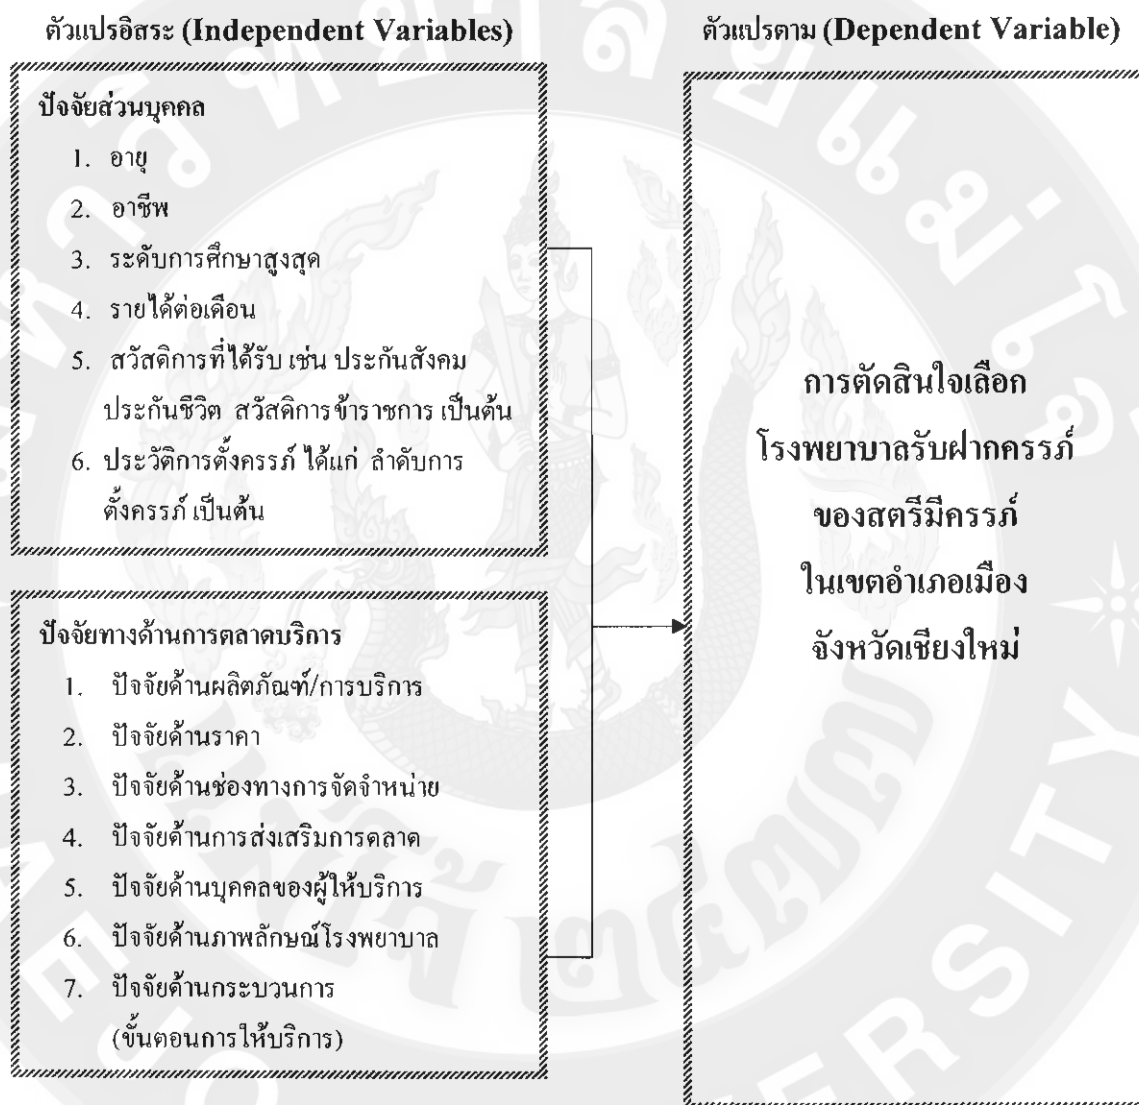 ตัวแปรอิสระ (Independent Variables)
ปัจจัยส่วนบุคคล
1. อายุ
2. อาชีพ
3. ระดับการศึกษาสูงสุด
4. รายได้ต่อเดือน
5. สวัสดิการที่ได้รับ เช่น ประกันสังคม
ประกันชีวิต สวัสดิการข้าราชการ เป็นต้น
6. ประวัติการตั้งครรภ์ ได้แก่ ลำดับการ
ตั้งครรภ์ เป็นต้น
ปัจจัยทางด้านการตลาดบริการ
1. ปัจจัยด้านผลิตภัณฑ์/การบริการ
2. ปัจจัยด้านราคา
3. ปัจจัยด้านช่องทางการจัดจำหน่าย
4. ปัจจัยด้านการส่งเสริมการตลาด
5. ปัจจัยด้านบุคคลของผู้ให้บริการ
6. ปัจจัยด้านภาพลักษณ์โรงพยาบาล
7. ปัจจัยด้านกระบวนการ
(ขั้นตอนการให้บริการ)
ตัวแปรตาม (Dependent Variable)
การตัดสินใจเลือก
โรงพยาบาลรับฝากครรภ์
ของสตรีมีครรภ์
ในเขตอำเภอเมือง
จังหวัดเชียงใหม่